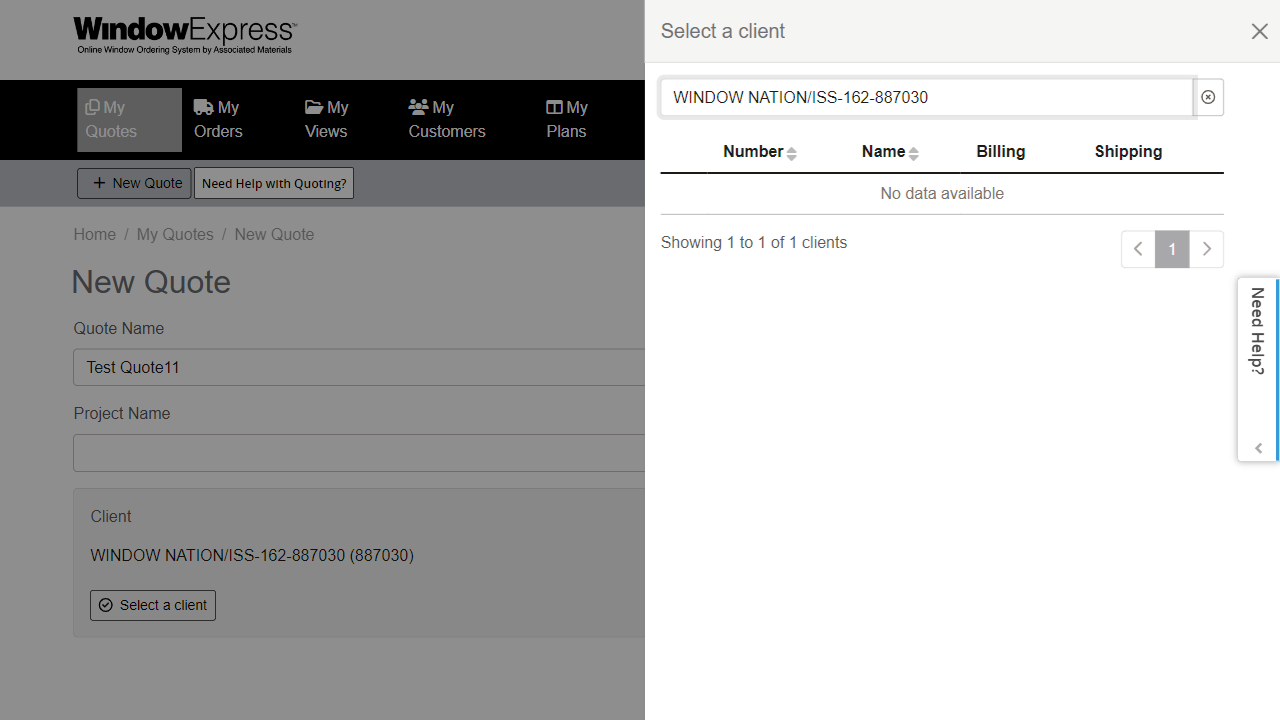 WindowExpress™
Online Window Ordering System by Associated Materials
My Quotes
My Orders
My Views
My Customers
My Plans
New Quote
Need Help with Quoting?
Home / My Quotes / New Quote
New Quote
Quote Name
Test Quote11
Project Name
Client
WINDOW NATION/ISS-162-887030 (887030)
Select a client
Select a client
WINDOW NATION/ISS-162-887030
Number Name Billing Shipping
No data available
Showing 1 to 1 of 1 clients
1
Need Help?